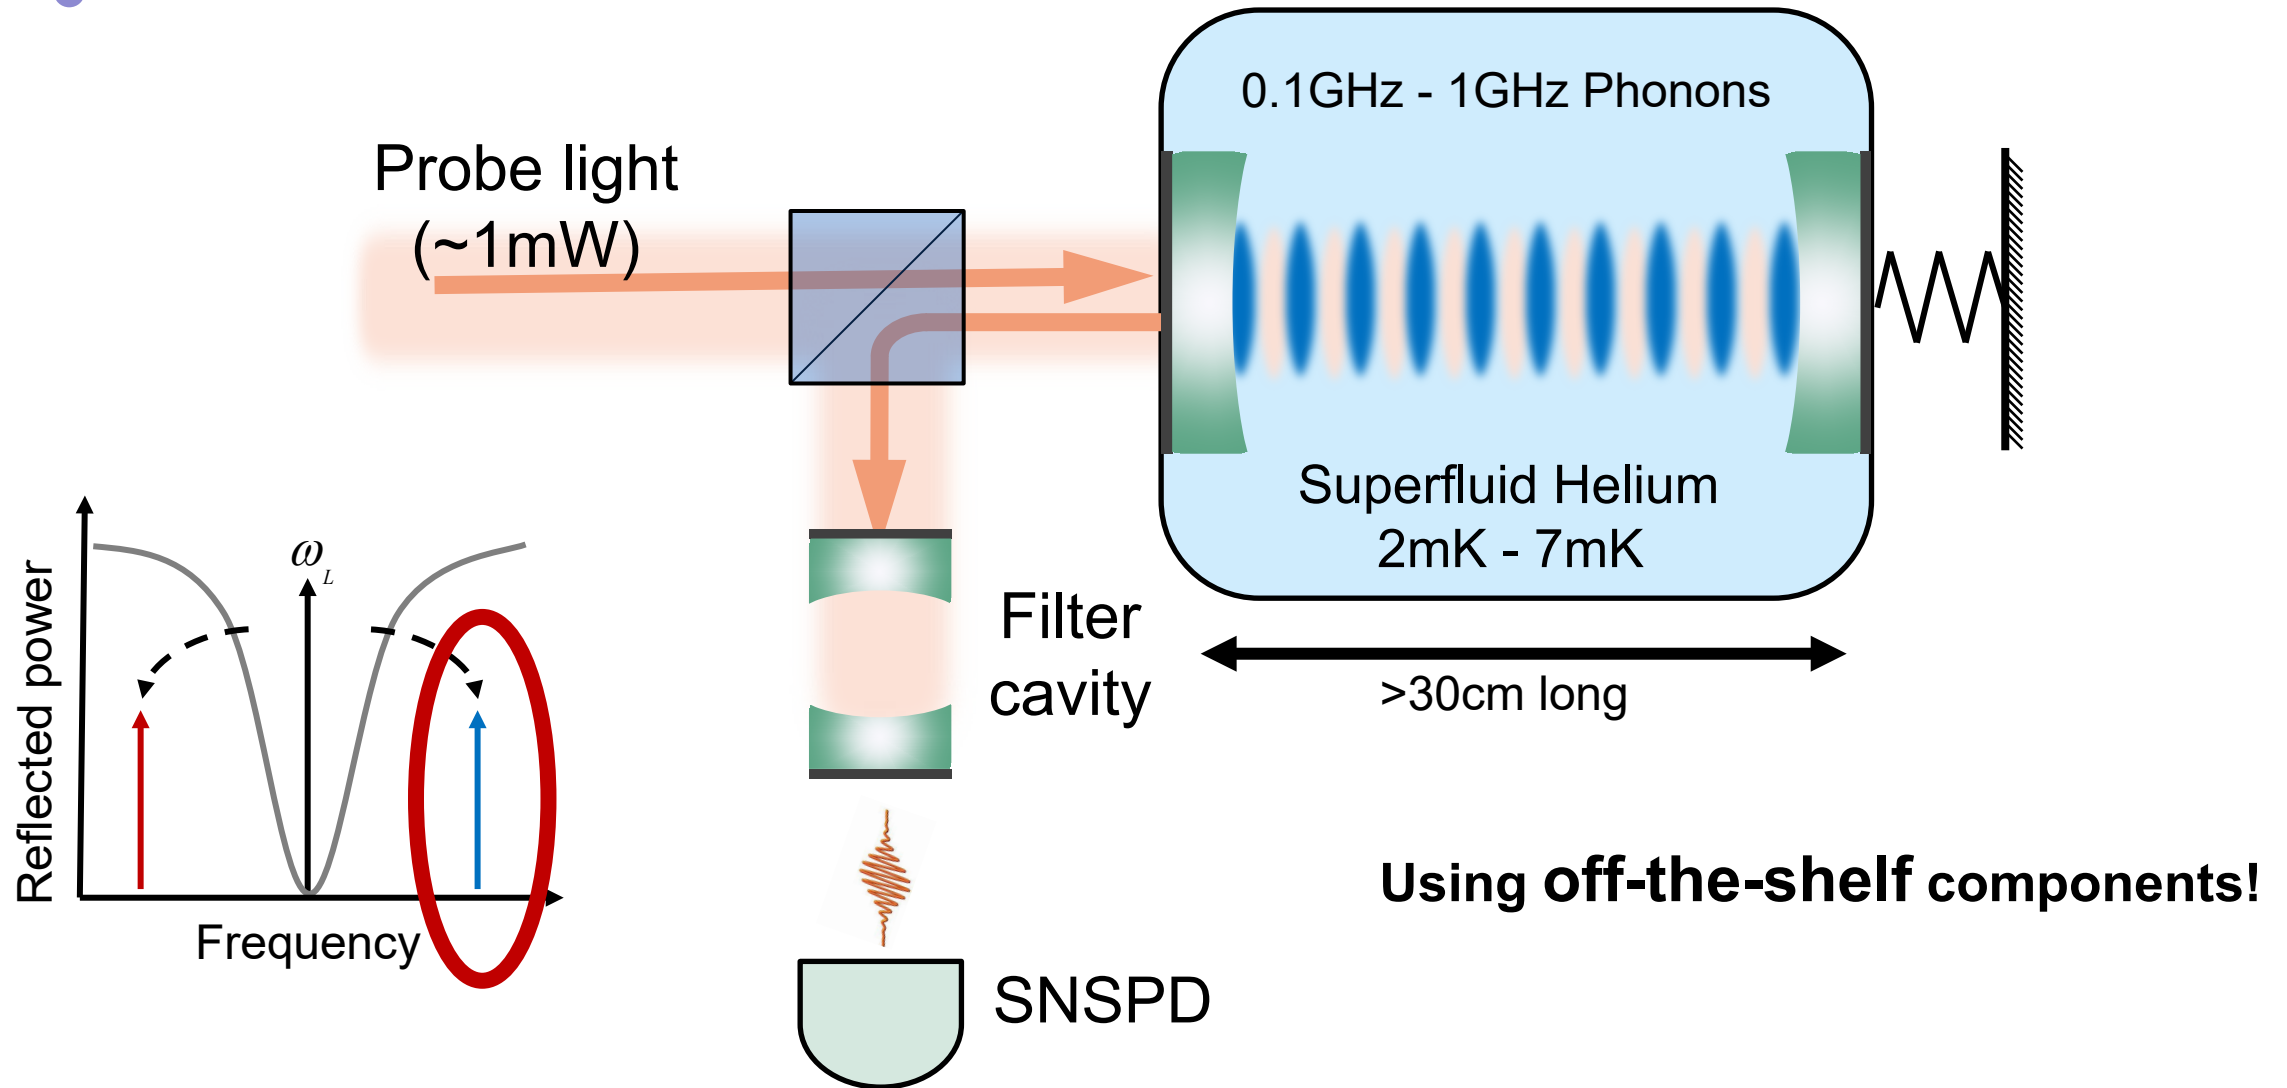 0.1GHz - 1GHz Phonons
Probe light
(~1mW)
Superfluid Helium
2mK - 7mK
>30cm long
Filter
cavity
ω_L
Reflected power
Frequency
SNSPD
Using off-the-shelf components!